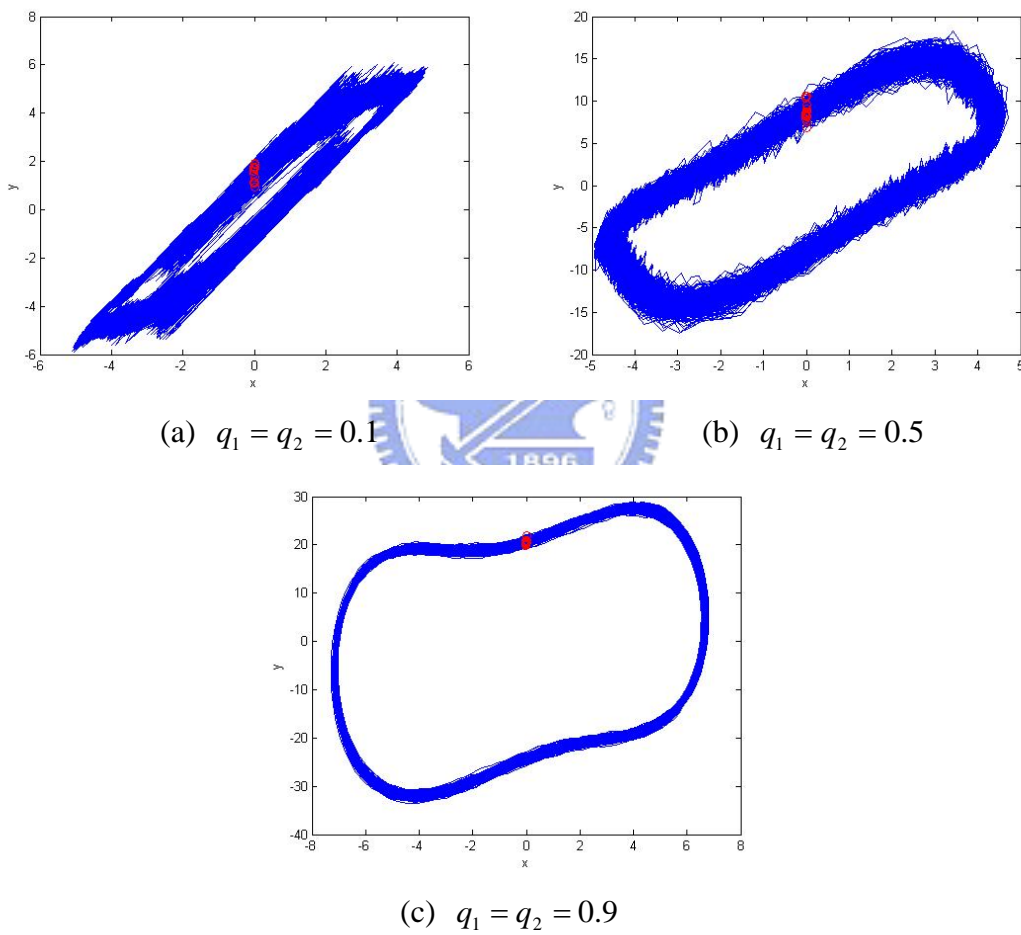 8
6
4
2
0
-2
-4
-6
y
-6 -4 -2 0 2 4 6
x
20
15
10
5
0
-5
-10
-15
-20
y
-5 -4 -3 -2 -1 0 1 2 3 4 5
x
(a) q₁ = q₂ = 0.1
(b) q₁ = q₂ = 0.5
1896
30
20
10
0
-10
-20
-30
-40
y
-8 -6 -4 -2 0 2 4 6 8
x
(c) q₁ = q₂ = 0.9